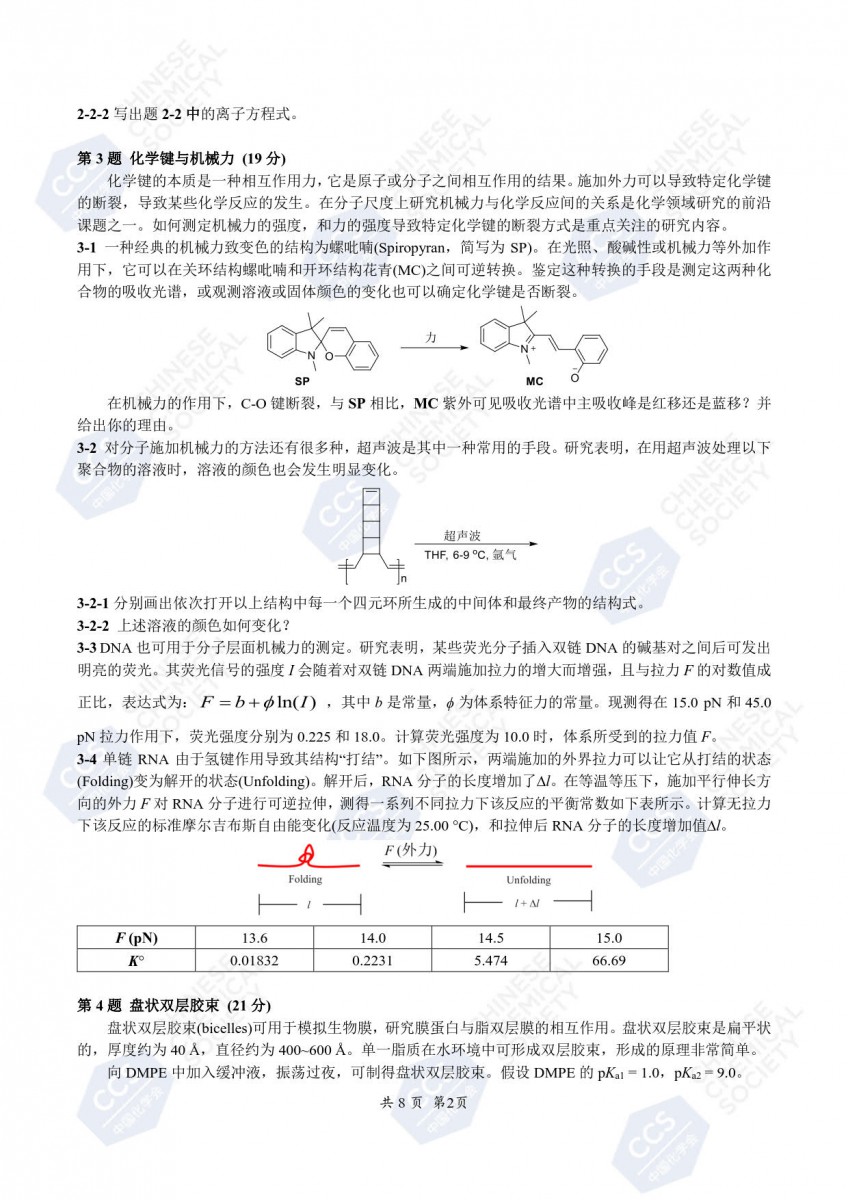 2-2-2 写出题 2-2 中的离子方程式。
第 3 题 化学键与机械力 (19 分)
化学键的本质是一种相互作用力，它是原子或分子之间相互作用的结果。施加外力可以导致特定化学键
的断裂，导致某些化学反应的发生。在分子尺度上研究机械力与化学反应间的关系是化学领域研究的前沿
课题之一。如何测定机械力的强度，和力的强度导致特定化学键的断裂方式是重点关注的研究内容。
3-1 一种经典的机械力致变色的结构为螺吡喃(Spiropyran，简写为 SP)。在光照、酸碱性或机械力等外加作
用下，它可以在关环结构螺吡喃和开环结构花青(MC)之间可逆转换。鉴定这种转换的手段是测定这两种化
合物的吸收光谱，或观测溶液或固体颜色的变化也可以确定化学键是否断裂。
N O 力 N + O -
SP MC
在机械力的作用下，C-O 键断裂，与 SP 相比，MC 紫外可见吸收光谱中主吸收峰是红移还是蓝移？并
给出你的理由。
3-2 对分子施加机械力的方法还有很多种，超声波是其中一种常用的手段。研究表明，在用超声波处理以下
聚合物的溶液时，溶液的颜色也会发生明显变化。
超声波
THF, 6-9 ºC, 氩气
n
3-2-1 分别画出依次打开以上结构中每一个四元环所生成的中间体和最终产物的结构式。
3-2-2 上述溶液的颜色如何变化？
3-3 DNA 也可用于分子层面机械力的测定。研究表明，某些荧光分子插入双链 DNA 的碱基对之间后可发出
明亮的荧光。其荧光信号的强度 I 会随着对双链 DNA 两端施加拉力的增大而增强，且与拉力 F 的对数值成
正比，表达式为： F = b + ϕ ln(I) ，其中 b 是常量，ϕ 为体系特征力的常量。现测得在 15.0 pN 和 45.0
pN 拉力作用下，荧光强度分别为 0.225 和 18.0。计算荧光强度为 10.0 时，体系所受到的拉力值 F。
3-4 单链 RNA 由于氢键作用导致其结构“打结”。如下图所示，两端施加的外界拉力可以让它从打结的状态
(Folding)变为解开的状态(Unfolding)。解开后，RNA 分子的长度增加了Δl。在等温等压下，施加平行伸长方
向的外力 F 对 RNA 分子进行可逆拉伸，测得一系列不同拉力下该反应的平衡常数如下表所示。计算无拉力
下该反应的标准摩尔吉布斯自由能变化(反应温度为 25.00 °C)，和拉伸后 RNA 分子的长度增加值Δl。
F (外力)
Folding Unfolding
l l + Δl
F (pN) 13.6 14.0 14.5 15.0
K° 0.01832 0.2231 5.474 66.69
第 4 题 盘状双层胶束 (21 分)
盘状双层胶束(bicelles)可用于模拟生物膜，研究膜蛋白与脂双层膜的相互作用。盘状双层胶束是扁平状
的，厚度约为 40 Å，直径约为 400~600 Å。单一脂质在水环境中可形成双层胶束，形成的原理非常简单。
向 DMPE 中加入缓冲液，振荡过夜，可制得盘状双层胶束。假设 DMPE 的 pKa1 = 1.0，pKa2 = 9.0。
共 8 页 第2页
CCS
中国化学会
CHINESE
CHEMICAL
SOCIETY